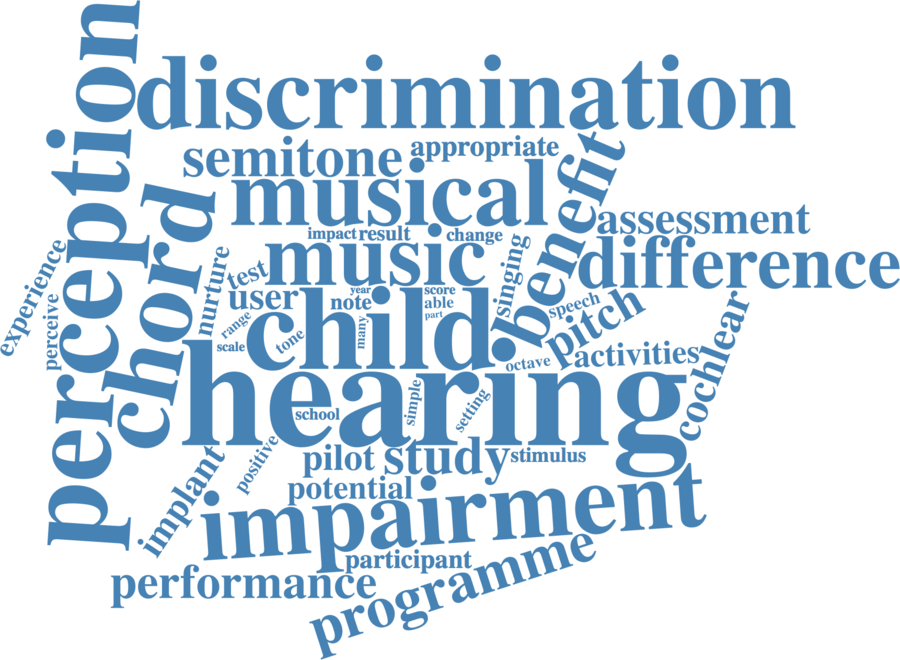 perception
discrimination
semitone
appropriate
musical
benefit
chord
assessment
impact
result
change
music
singing
difference
experience
nurture
test
user
year
note
score
able
part
speech
pitch
perceive
range
scale
tone
many
child
octave
activities
cochlear
hearing
school
simple
setting
implant
positive
pilot
study
stimulus
potential
impairment
participant
performance
programme